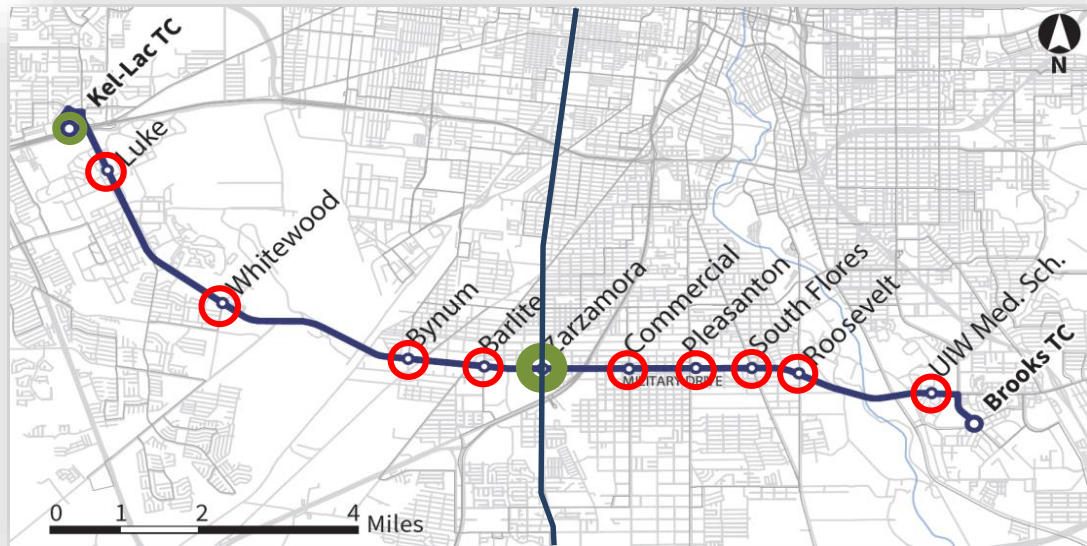 Kel-Lac TC
Luke
Whitewood
Bynum
Barlite
Zarzamora
Commercial
Pleasanton
South Flores
Roosevelt
UIW Med. Sch.
Brooks TC
MILITARY DRIVE
N
0 1 2 4 Miles